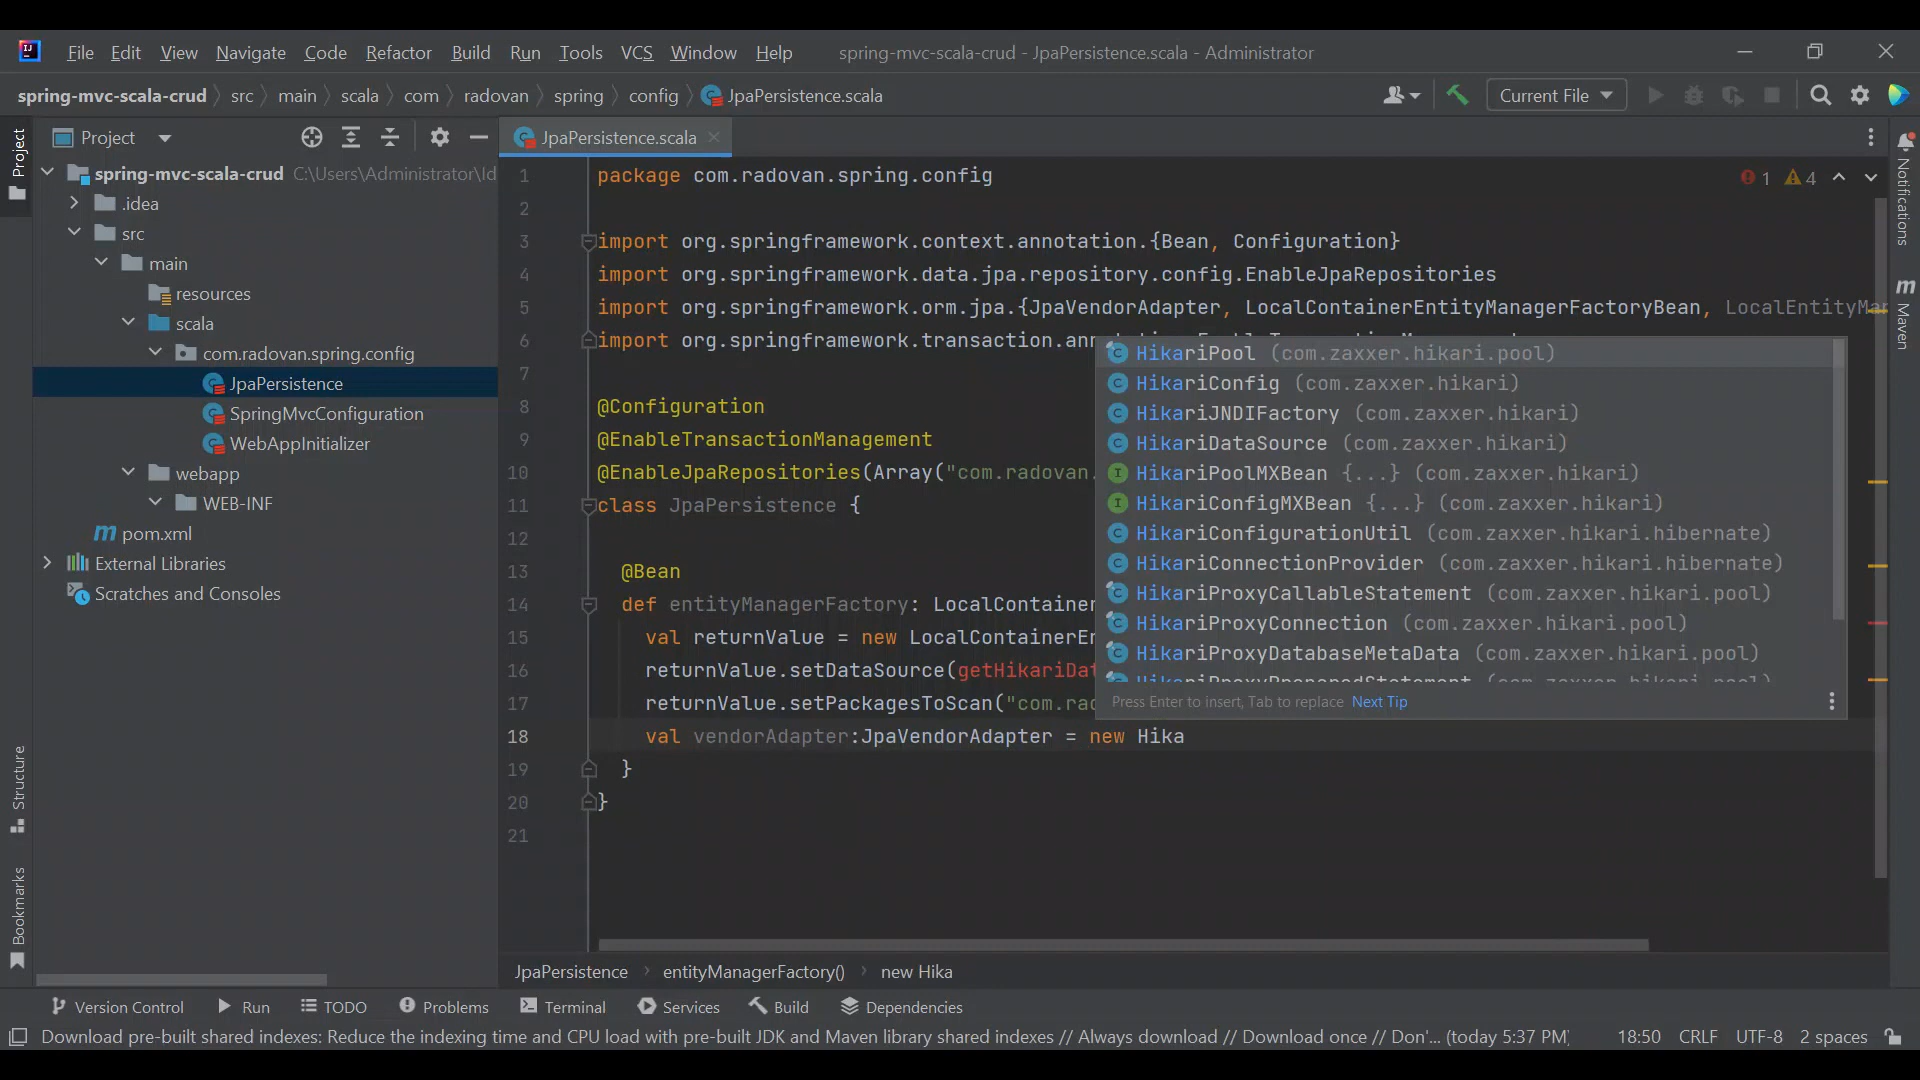 File Edit View Navigate Code Refactor Build Run Tools VCS Window Help spring-mvc-scala-crud - JpaPersistence.scala - Administrator
spring-mvc-scala-crud src main scala com radovan spring config JpaPersistence.scala Current File
Project
JpaPersistence.scala
Project
Structure
Bookmarks
spring-mvc-scala-crud C:\Users\Administrator\Id
.idea
src
main
resources
scala
com.radovan.spring.config
JpaPersistence
SpringMvcConfiguration
WebAppInitializer
webapp
WEB-INF
pom.xml
External Libraries
Scratches and Consoles
1 package com.radovan.spring.config
1 4
2
3 import org.springframework.context.annotation.{Bean, Configuration}
4 import org.springframework.data.jpa.repository.config.EnableJpaRepositories
5 import org.springframework.orm.jpa.{JpaVendorAdapter, LocalContainerEntityManagerFactoryBean, LocalEntityMar
6 import org.springframework.transaction.ann
7
8 @Configuration
9 @EnableTransactionManagement
10 @EnableJpaRepositories(Array("com.radovan.
11 class JpaPersistence {
12
13 @Bean
14 def entityManagerFactory: LocalContainer
15 val returnValue = new LocalContainerEn
16 returnValue.setDataSource(getHikariDat
17 returnValue.setPackagesToScan("com.rad
18 val vendorAdapter:JpaVendorAdapter = new Hika
19 }
20 }
21
HikariPool (com.zaxxer.hikari.pool)
HikariConfig (com.zaxxer.hikari)
HikariJNDIFactory (com.zaxxer.hikari)
HikariDataSource (com.zaxxer.hikari)
HikariPoolMXBean {...} (com.zaxxer.hikari)
HikariConfigMXBean {...} (com.zaxxer.hikari)
HikariConfigurationUtil (com.zaxxer.hikari.hibernate)
HikariConnectionProvider (com.zaxxer.hikari.hibernate)
HikariProxyCallableStatement (com.zaxxer.hikari.pool)
HikariProxyConnection (com.zaxxer.hikari.pool)
HikariProxyDatabaseMetaData (com.zaxxer.hikari.pool)
Press Enter to insert, Tab to replace Next Tip
Notifications
Maven
JpaPersistence entityManagerFactory() new Hika
Version Control Run TODO Problems Terminal Services Build Dependencies
Download pre-built shared indexes: Reduce the indexing time and CPU load with pre-built JDK and Maven library shared indexes // Always download // Download once // Don'... (today 5:37 PM) 18:50 CRLF UTF-8 2 spaces